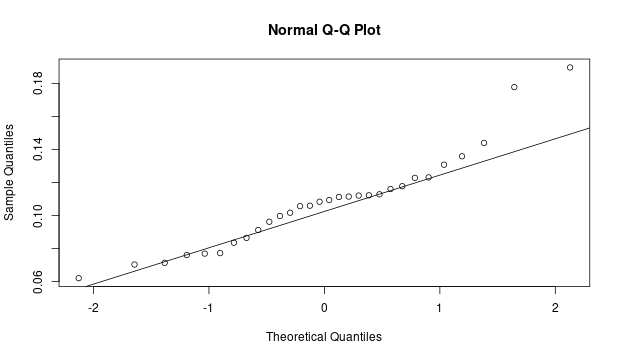 Normal Q-Q Plot
Sample Quantiles
0.18
0.14
0.10
0.06
-2 -1 0 1 2
Theoretical Quantiles